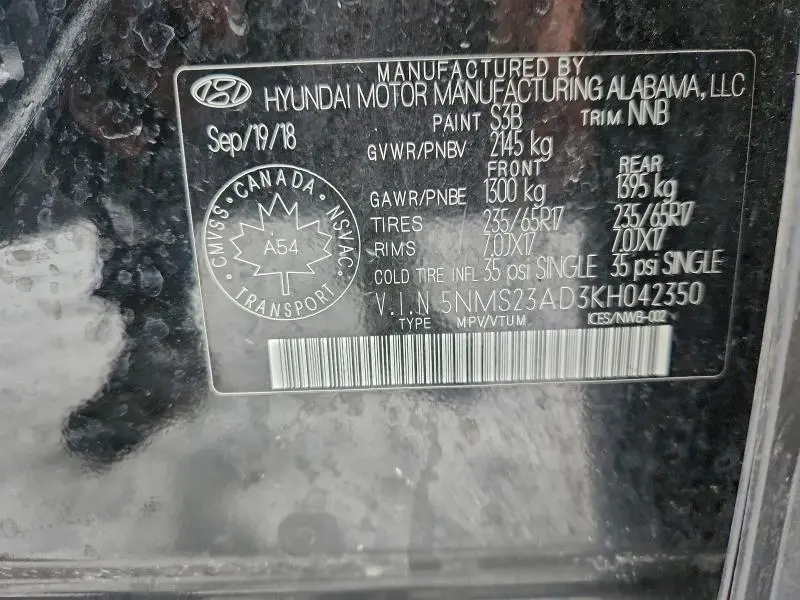 MANUFACTURED BY
HYUNDAI MOTOR MANUFACTURING ALABAMA, LLC
Sep/19/18
PAINT S3B TRIM NNB
GVWR/PNBV 2145 kg
FRONT REAR
GAWR/PNBE 1300 kg 1395 kg
TIRES 235/65R17 235/65R17
RIMS 7.0JX17 7.0JX17
COLD TIRE INFL 35 psi SINGLE 35 psi SINGLE
CANADA
CMVSS NSVAC
A54
TRANSPORT
V.I.N 5NMS23AD3KH042350
TYPE MPV/VTUM ICES/NWB-002